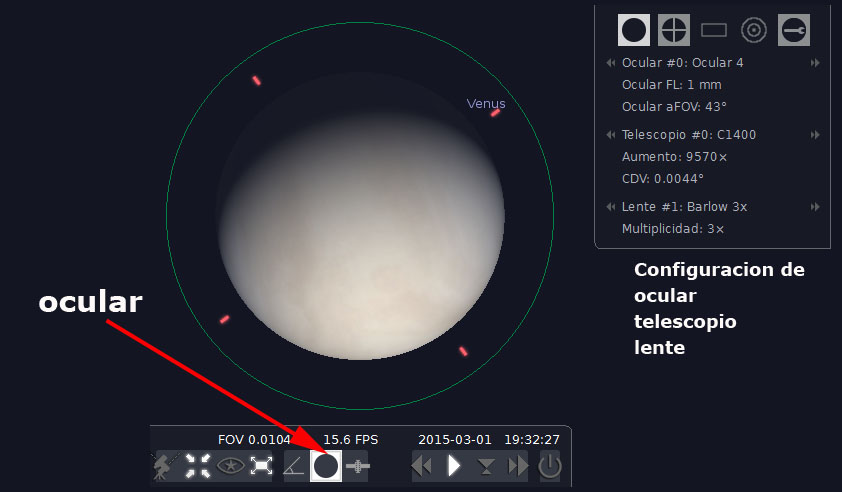 Ocular #0: Ocular 4
Ocular FL: 1 mm
Ocular aFOV: 43°
Telescopio #0: C1400
Aumento: 9570×
CDV: 0.0044°
Lente #1: Barlow 3x
Multiplicidad: 3×
Venus
Configuracion de
ocular
telescopio
lente
ocular
FOV 0.0104 15.6 FPS 2015-03-01 19:32:27